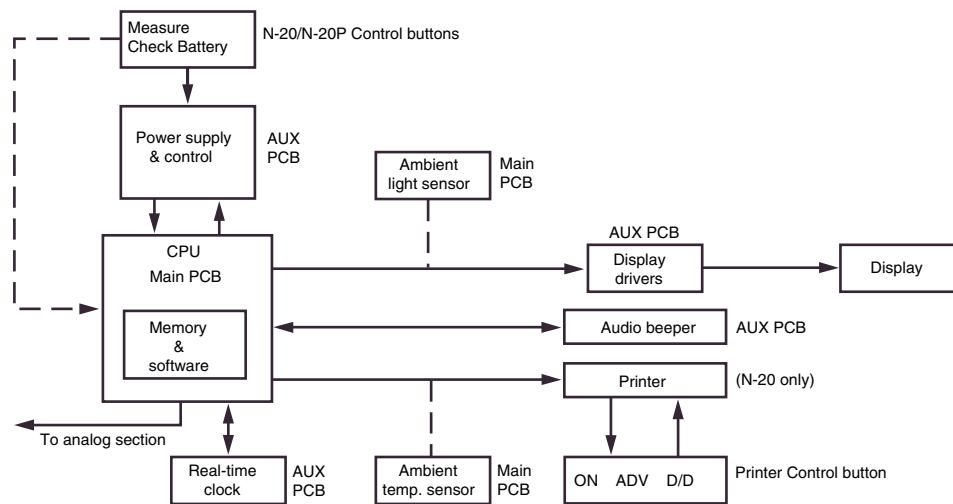 Measure
Check Battery
N-20/N-20P Control buttons
Power supply
& control
AUX
PCB
Ambient
light sensor
Main
PCB
CPU
Main PCB
AUX PCB
Display
drivers
Display
Memory
&
software
Audio beeper
AUX PCB
Printer
(N-20 only)
To analog section
Real-time
clock
AUX
PCB
Ambient
temp. sensor
Main
PCB
ON ADV D/D
Printer Control button